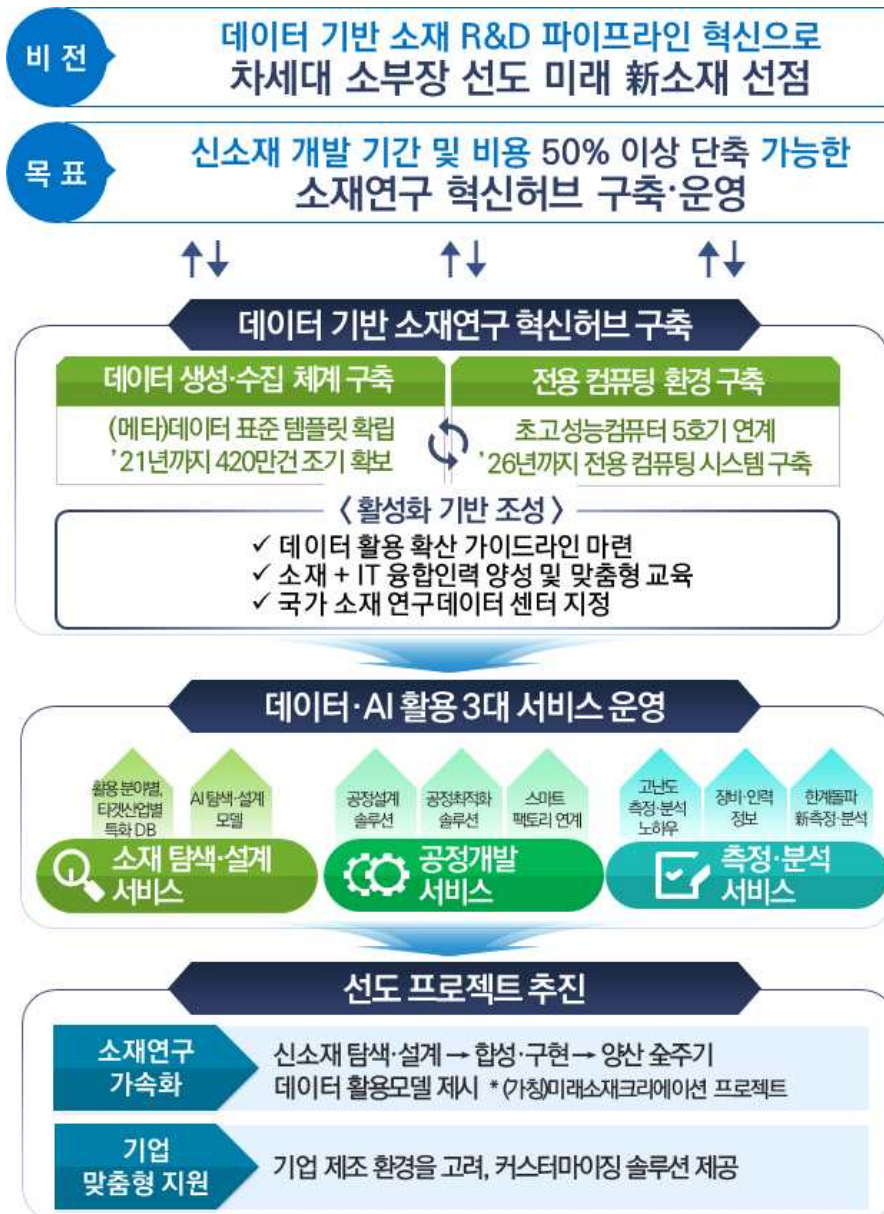 비 전
데이터 기반 소재 R&D 파이프라인 혁신으로
차세대 소부장 선도 미래 新소재 선점
목 표
신소재 개발 기간 및 비용 50% 이상 단축 가능한
소재연구 혁신허브 구축·운영
데이터 기반 소재연구 혁신허브 구축
데이터 생성·수집 체계 구축
(메타)데이터 표준 템플릿 확립
'21년까지 420만건 조기 확보
전용 컴퓨팅 환경 구축
초고성능컴퓨터 5호기 연계
'26년까지 전용 컴퓨팅 시스템 구축
〈 활성화 기반 조성 〉
✓ 데이터 활용 확산 가이드라인 마련
✓ 소재 + IT 융합인력 양성 및 맞춤형 교육
✓ 국가 소재 연구데이터 센터 지정
데이터·AI 활용 3대 서비스 운영
활용 분야별,
타겟산업별
특화 DB
AI 탐색·설계
모델
소재 탐색·설계
서비스
공정설계
솔루션
공정최적화
솔루션
스마트
팩토리 연계
공정개발
서비스
고난도
측정·분석
노하우
장비·인력
정보
한계돌파
新측정·분석
측정·분석
서비스
선도 프로젝트 추진
소재연구
가속화
신소재 탐색·설계 → 합성·구현 → 양산 全주기
데이터 활용모델 제시 * (가칭)미래소재크리에이션 프로젝트
기업
맞춤형 지원
기업 제조 환경을 고려, 커스터마이징 솔루션 제공